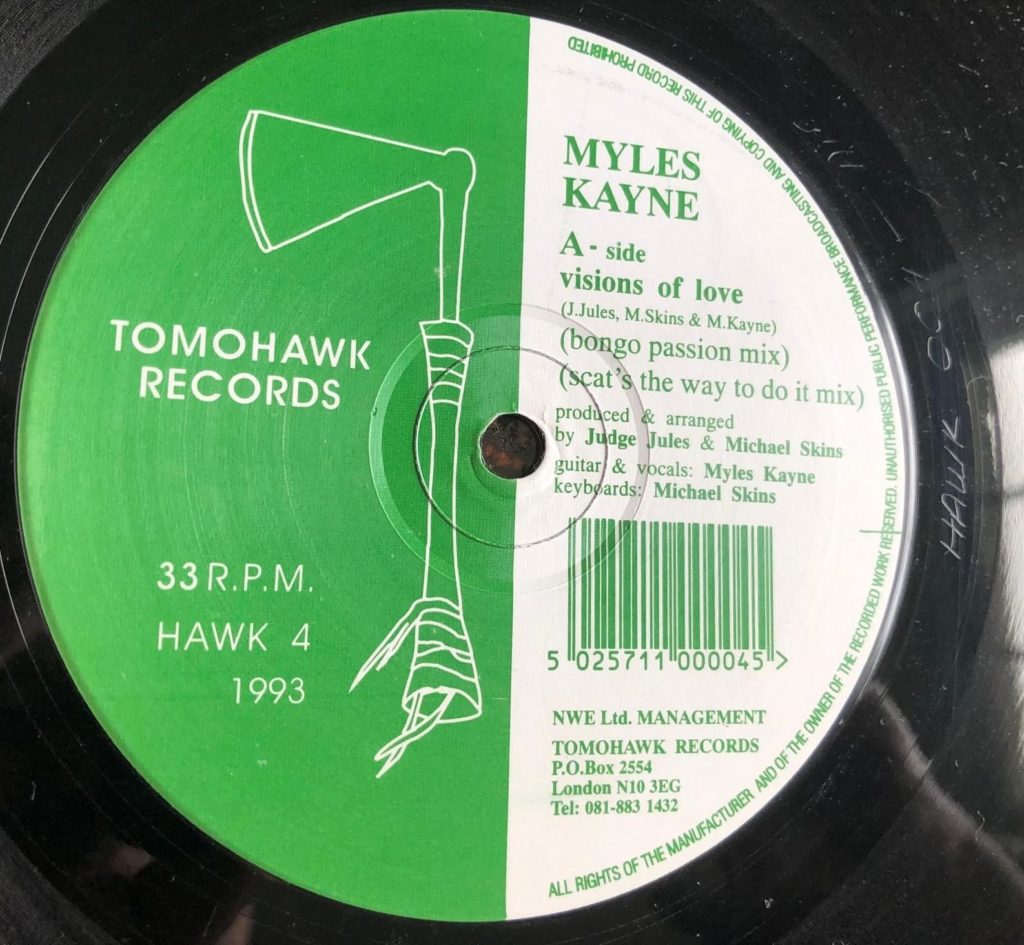 TOMOHAWK
RECORDS
33 R.P.M.
HAWK 4
1993
MYLES
KAYNE
A - side
visions of love
(J.Jules, M.Skins & M.Kayne)
(bongo passion mix)
(scat's the way to do it mix)
produced & arranged
by Judge Jules & Michael Skins
guitar & vocals: Myles Kayne
keyboards: Michael Skins
5 025711 000045 >
NWE Ltd. MANAGEMENT
TOMOHAWK RECORDS
P.O.Box 2554
London N10 3EG
Tel: 081-883 1432
ALL RIGHTS OF THE MANUFACTURER AND OF THE OWNER OF THE RECORDED WORK RESERVED. UNAUTHORISED PUBLIC PERFORMANCE BROADCASTING AND COPYING OF THIS RECORD PROHIBITED
HAWK